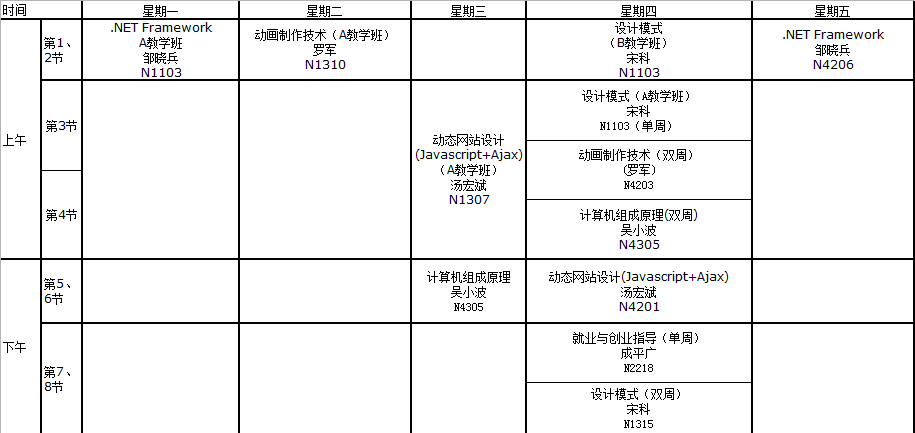 时间
星期一
星期二
星期三
星期四
星期五
上午
第1、
2节
.NET Framework
A教学班
邹晓兵
N1103
动画制作技术（A教学班）
罗军
N1310
设计模式
（B教学班）
宋科
N1103
.NET Framework
邹晓兵
N4206
第3节
第4节
动态网站设计
(Javascript+Ajax)
（A教学班）
汤宏斌
N1307
设计模式（A教学班）
宋科
N1103（单周）
动画制作技术（双周）
(罗军)
N4203
计算机组成原理(双周)
吴小波
N4305
下午
第5、
6节
计算机组成原理
吴小波
N4305
动态网站设计(Javascript+Ajax)
汤宏斌
N4201
第7、
8节
就业与创业指导（单周）
成平广
N2218
设计模式（双周）
宋科
N1315